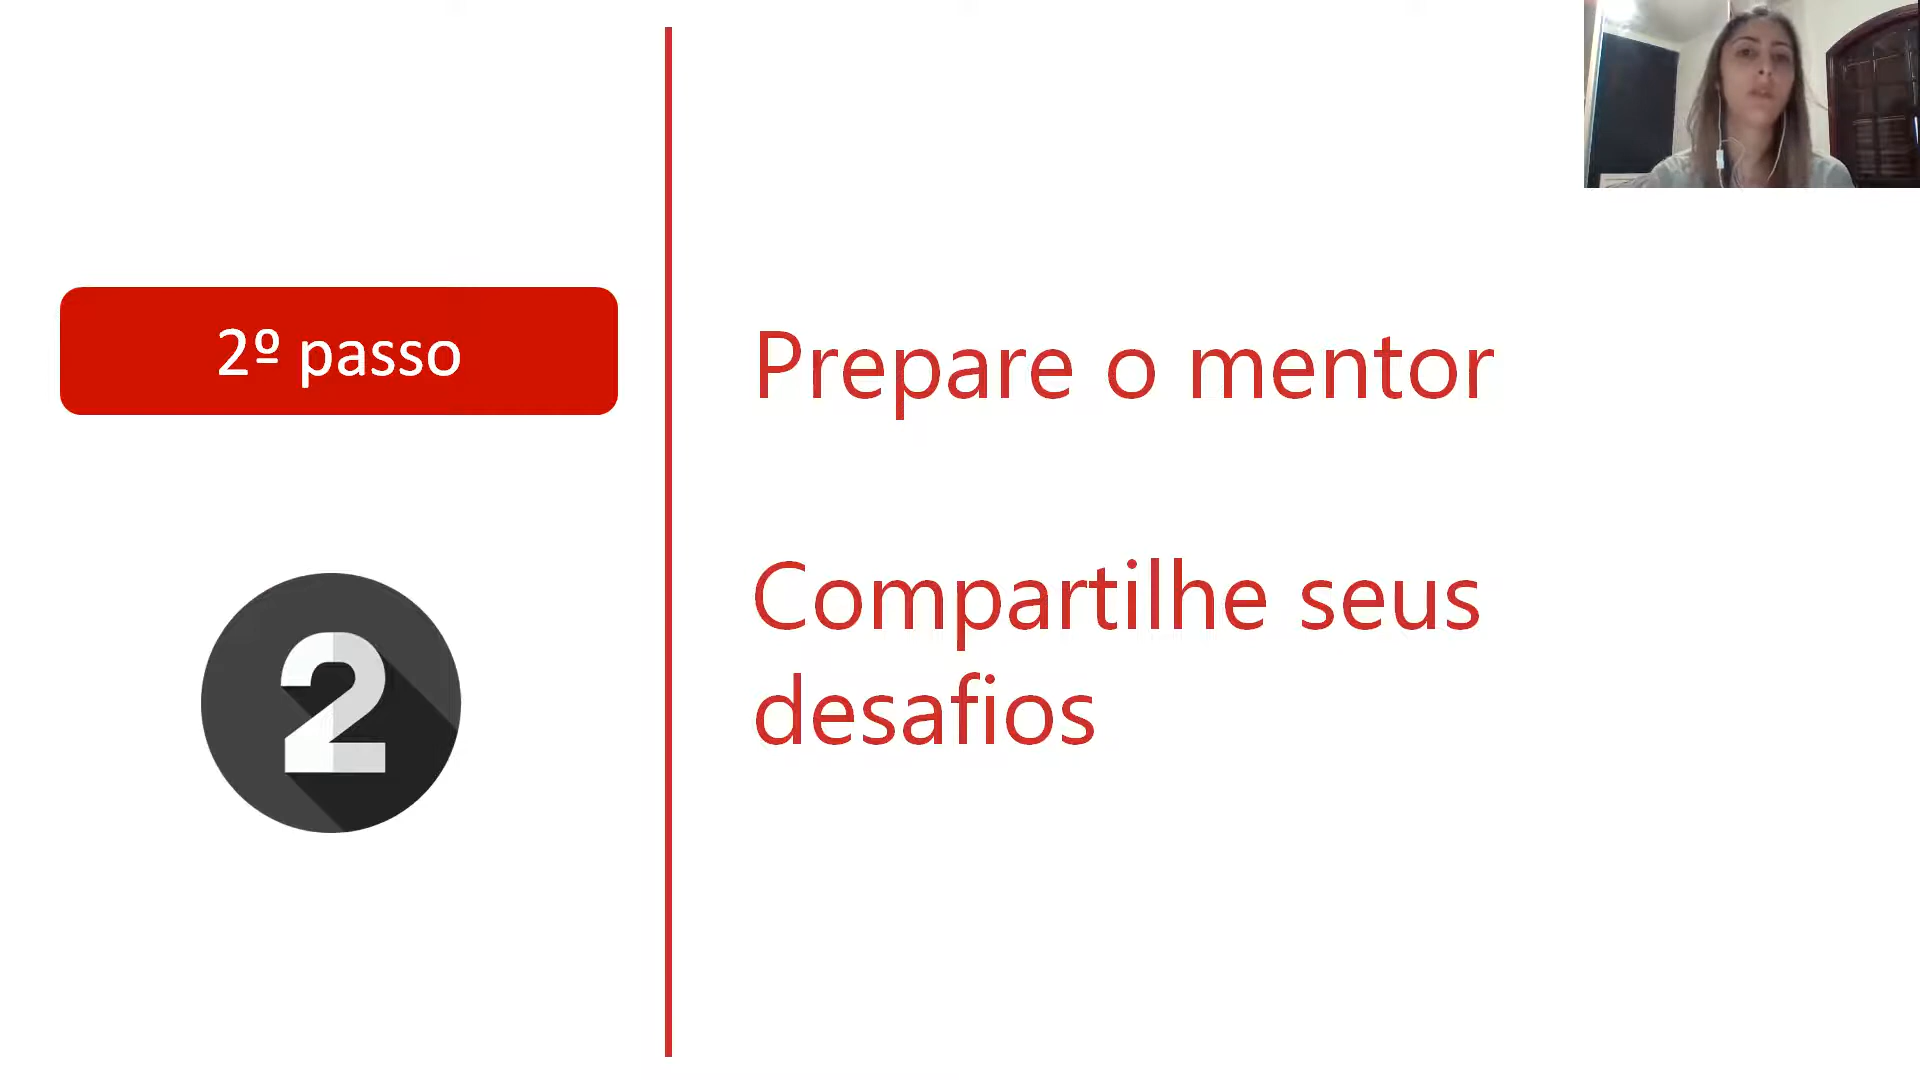 2º passo
2
Prepare o mentor
Compartilhe seus
desafios